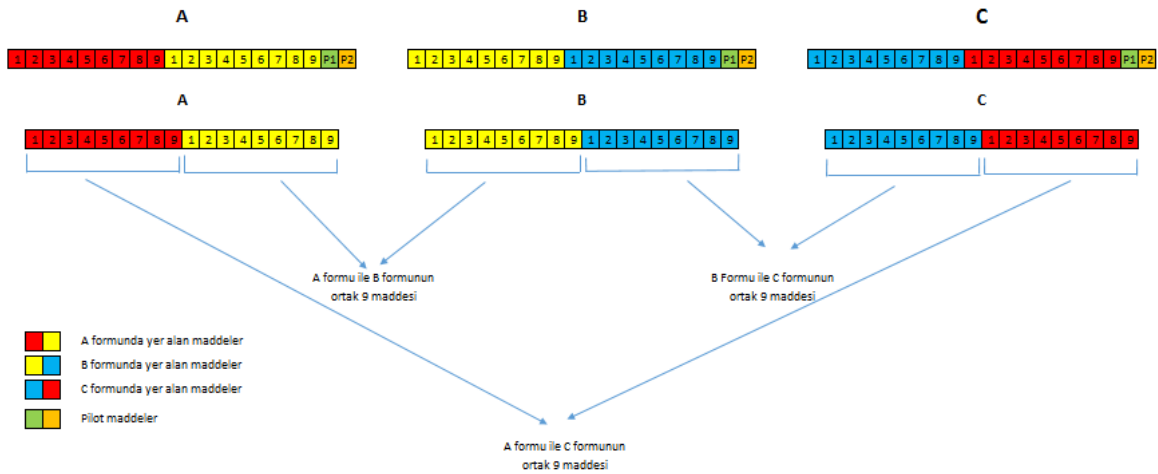 A B C
1 2 3 4 5 6 7 8 9 1 2 3 4 5 6 7 8 9 P1 P2 1 2 3 4 5 6 7 8 9 1 2 3 4 5 6 7 8 9 P1 P2 1 2 3 4 5 6 7 8 9 1 2 3 4 5 6 7 8 9 P1 P2
A B C
1 2 3 4 5 6 7 8 9 1 2 3 4 5 6 7 8 9 1 2 3 4 5 6 7 8 9 1 2 3 4 5 6 7 8 9 1 2 3 4 5 6 7 8 9 1 2 3 4 5 6 7 8 9
A formu ile B formunun
ortak 9 maddesi
B Formu ile C formunun
ortak 9 maddesi
A formunda yer alan maddeler
B formunda yer alan maddeler
C formunda yer alan maddeler
Pilot maddeler
A formu ile C formunun
ortak 9 maddesi